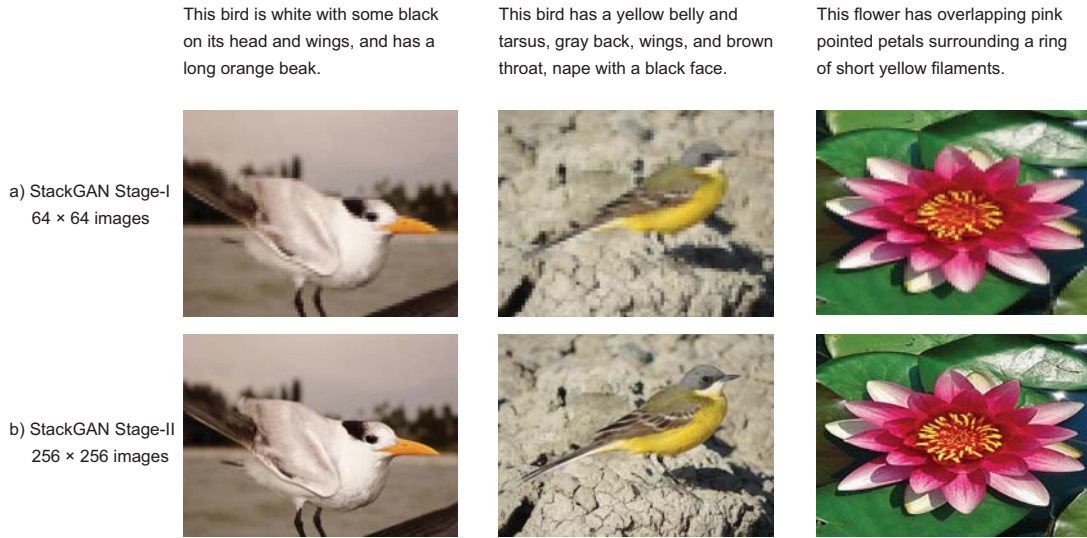 This bird is white with some black
on its head and wings, and has a
long orange beak.
This bird has a yellow belly and
tarsus, gray back, wings, and brown
throat, nape with a black face.
This flower has overlapping pink
pointed petals surrounding a ring
of short yellow filaments.
a) StackGAN Stage-I
64 × 64 images
b) StackGAN Stage-II
256 × 256 images